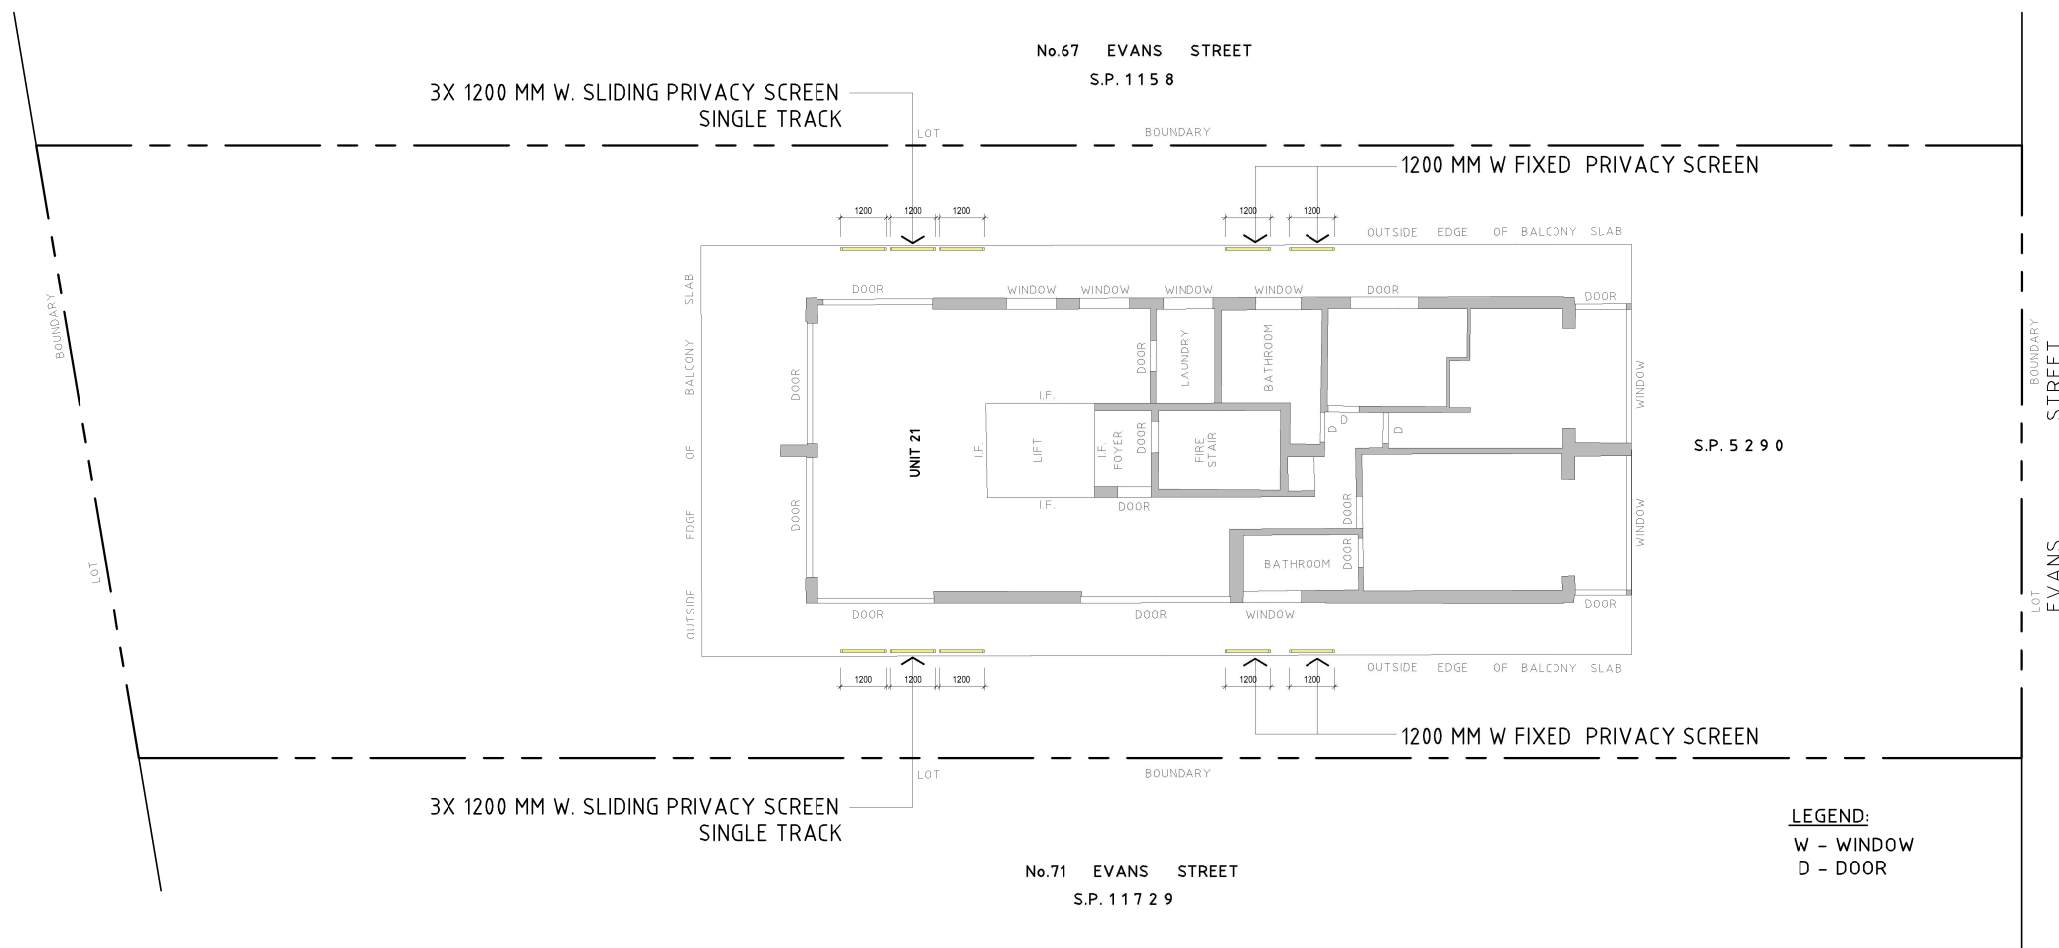 No.67 EVANS STREET
S.P. 1158
3X 1200 MM W. SLIDING PRIVACY SCREEN
SINGLE TRACK
LOT
BOUNDARY
1200 MM W FIXED PRIVACY SCREEN
1200 1200 1200
1200 1200
OUTSIDE EDGE OF BALCONY SLAB
DOOR WINDOW WINDOW WINDOW WINDOW DOOR DOOR
BOUNDARY
LOT
OUTSIDE EDGE OF BALCONY SLAB
DOOR
DOOR
UNIT 21
I.F.
I.F.
LIFT
I.F.
I.F.
FOYER
DOOR
DOOR
DOOR
LAUNDRY
BATHROOM
FIRE
STAIR
D
D
D
WINDOW
WINDOW
DOOR
DOOR
BATHROOM
S.P. 5290
BOUNDARY
LOT
EVANS STREET
DOOR DOOR WINDOW DOOR
OUTSIDE EDGE OF BALCONY SLAB
1200 1200 1200
1200 1200
1200 MM W FIXED PRIVACY SCREEN
LOT
BOUNDARY
3X 1200 MM W. SLIDING PRIVACY SCREEN
SINGLE TRACK
LEGEND:
W - WINDOW
D - DOOR
No.71 EVANS STREET
S.P. 11729